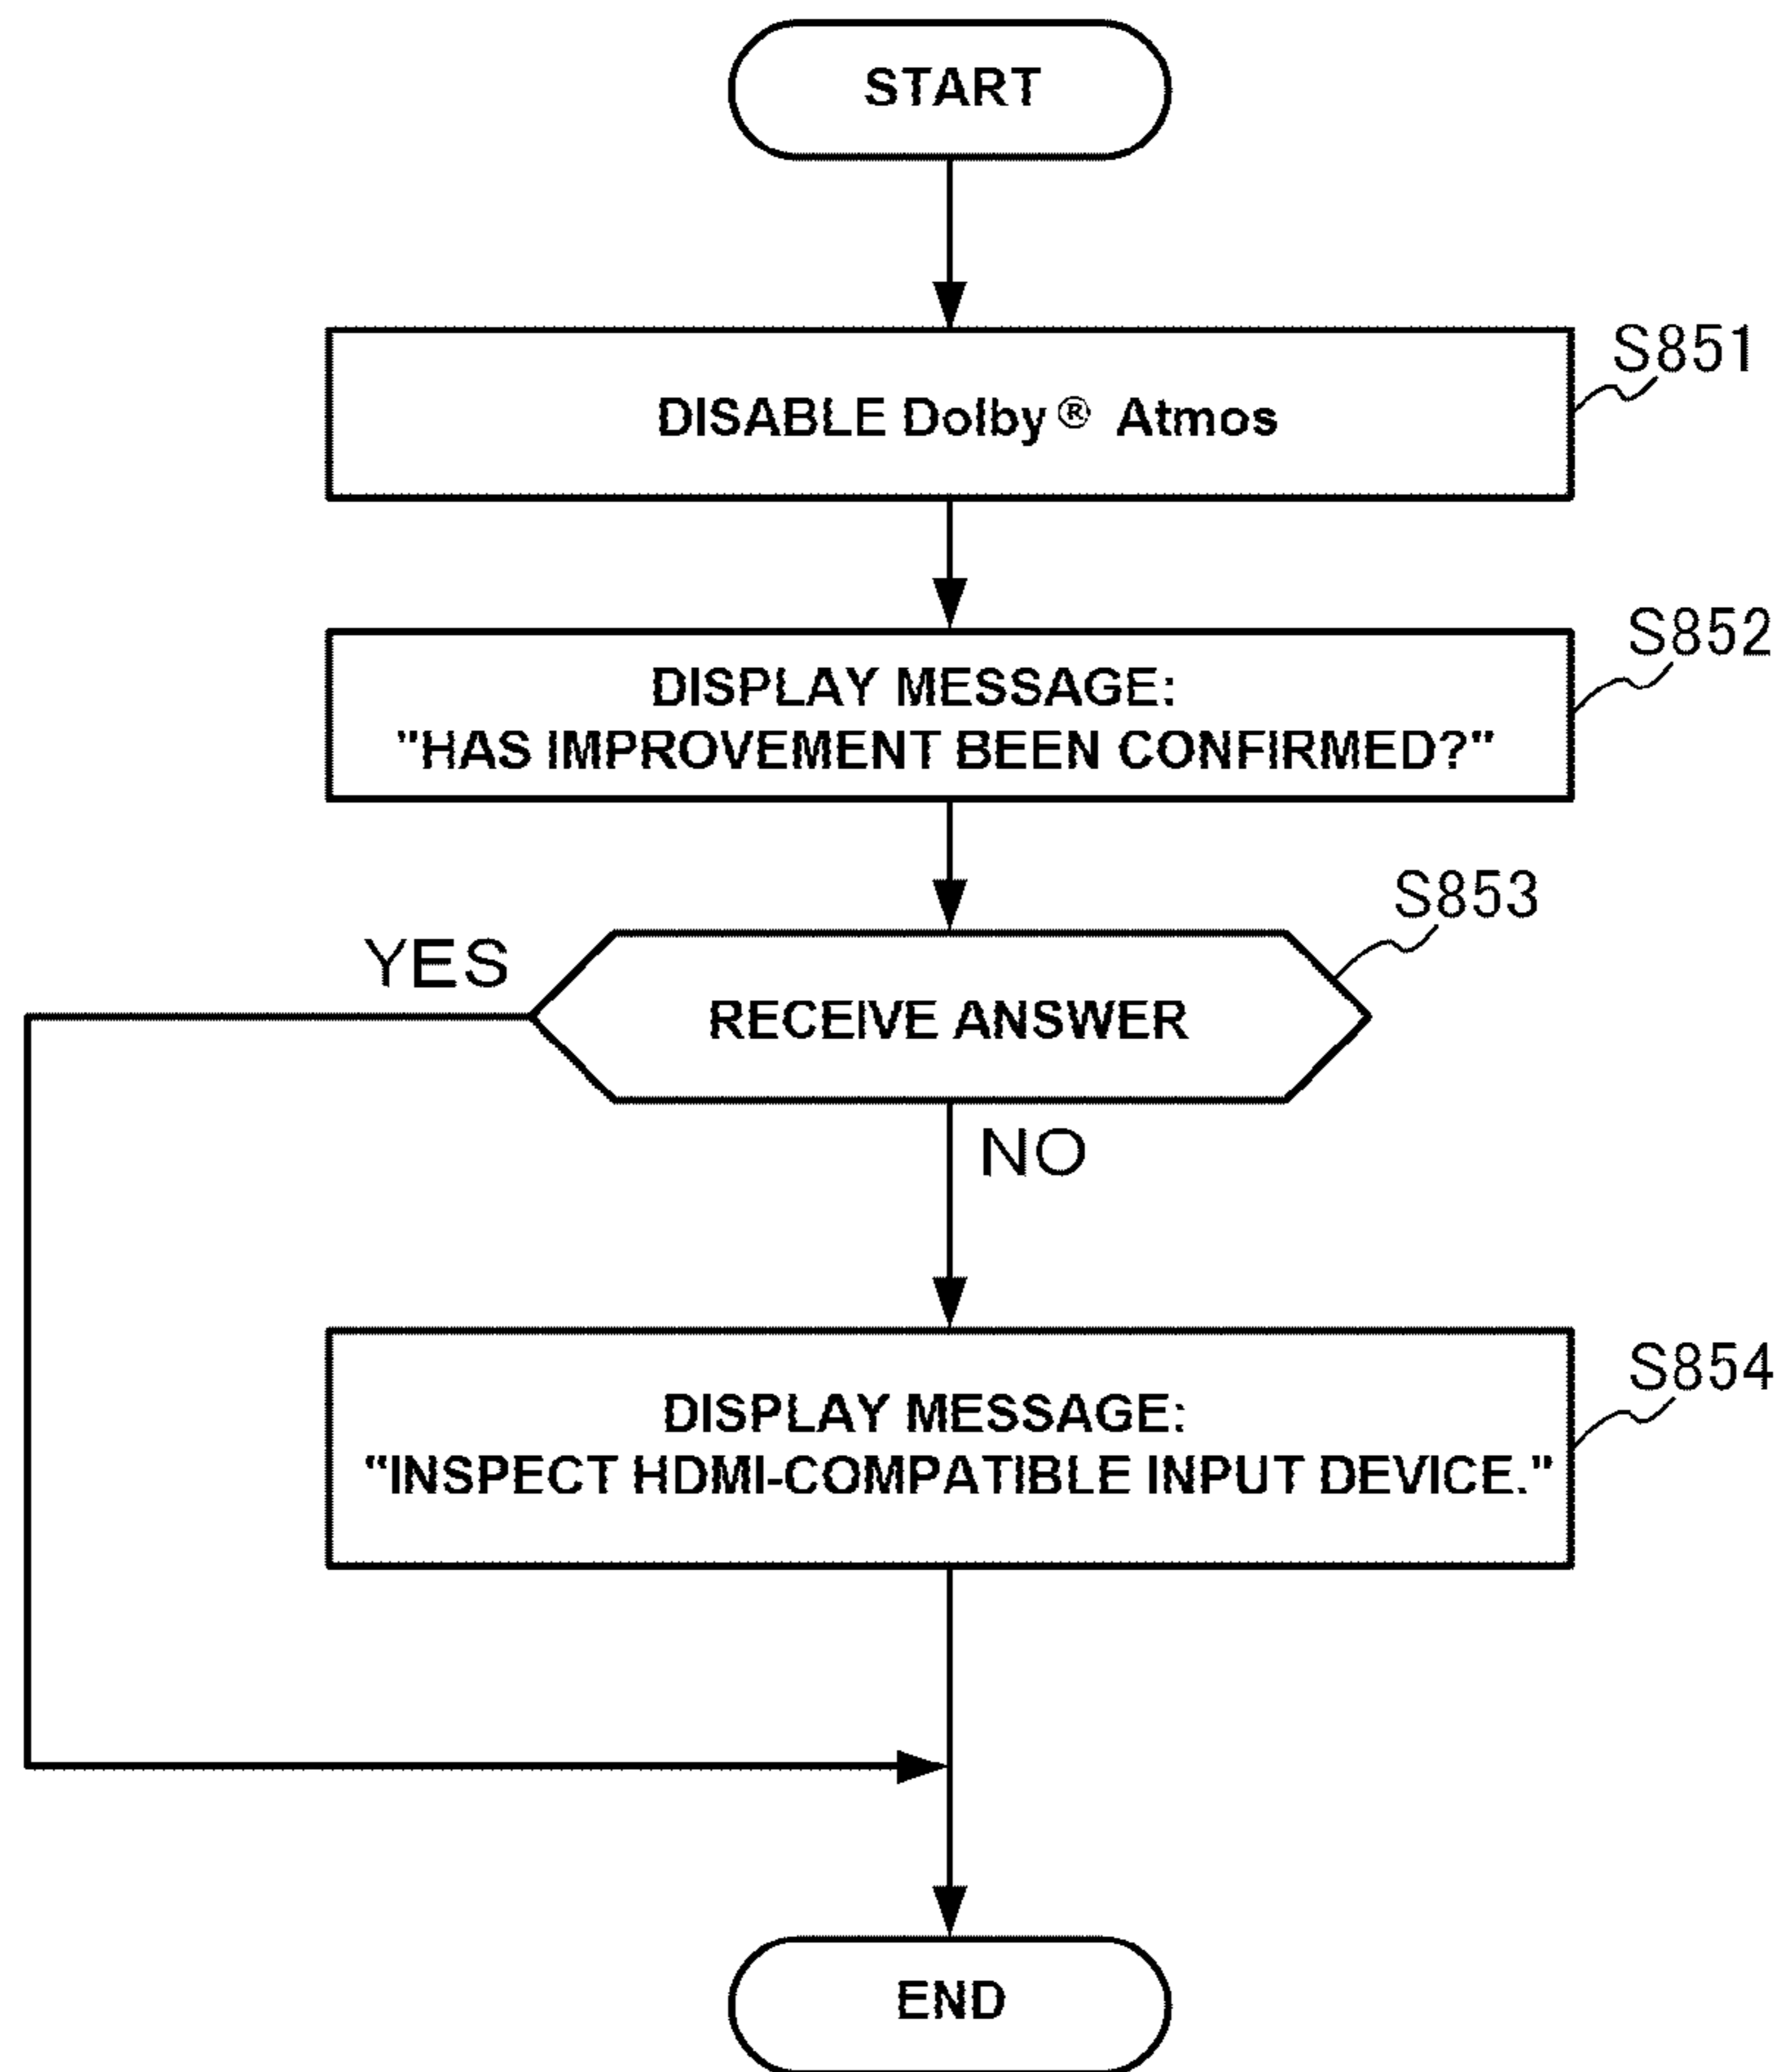 START
S851
DISABLE Dolby® Atmos
S852
DISPLAY MESSAGE:
"HAS IMPROVEMENT BEEN CONFIRMED?"
S853
YES
RECEIVE ANSWER
NO
S854
DISPLAY MESSAGE:
“INSPECT HDMI-COMPATIBLE INPUT DEVICE."
END